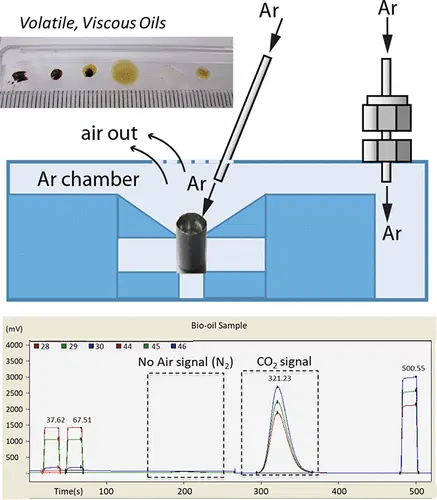 Volatile, Viscous Oils
Ar
Ar
air out
Ar chamber
Ar
Ar
Bio-oil Sample
(mV)
28 29 30 44 45 46
No Air signal (N2)
CO2 signal
4000
3500
3000
2500
2000
1500
1000
500
37.62
67.51
321.23
500.55
Time(s)
100
200
300
400
500